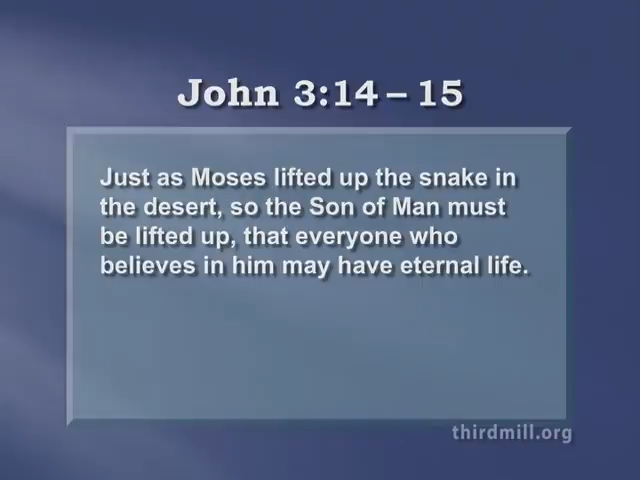 John 3:14 – 15
Just as Moses lifted up the snake in
the desert, so the Son of Man must
be lifted up, that everyone who
believes in him may have eternal life.
thirdmill.org